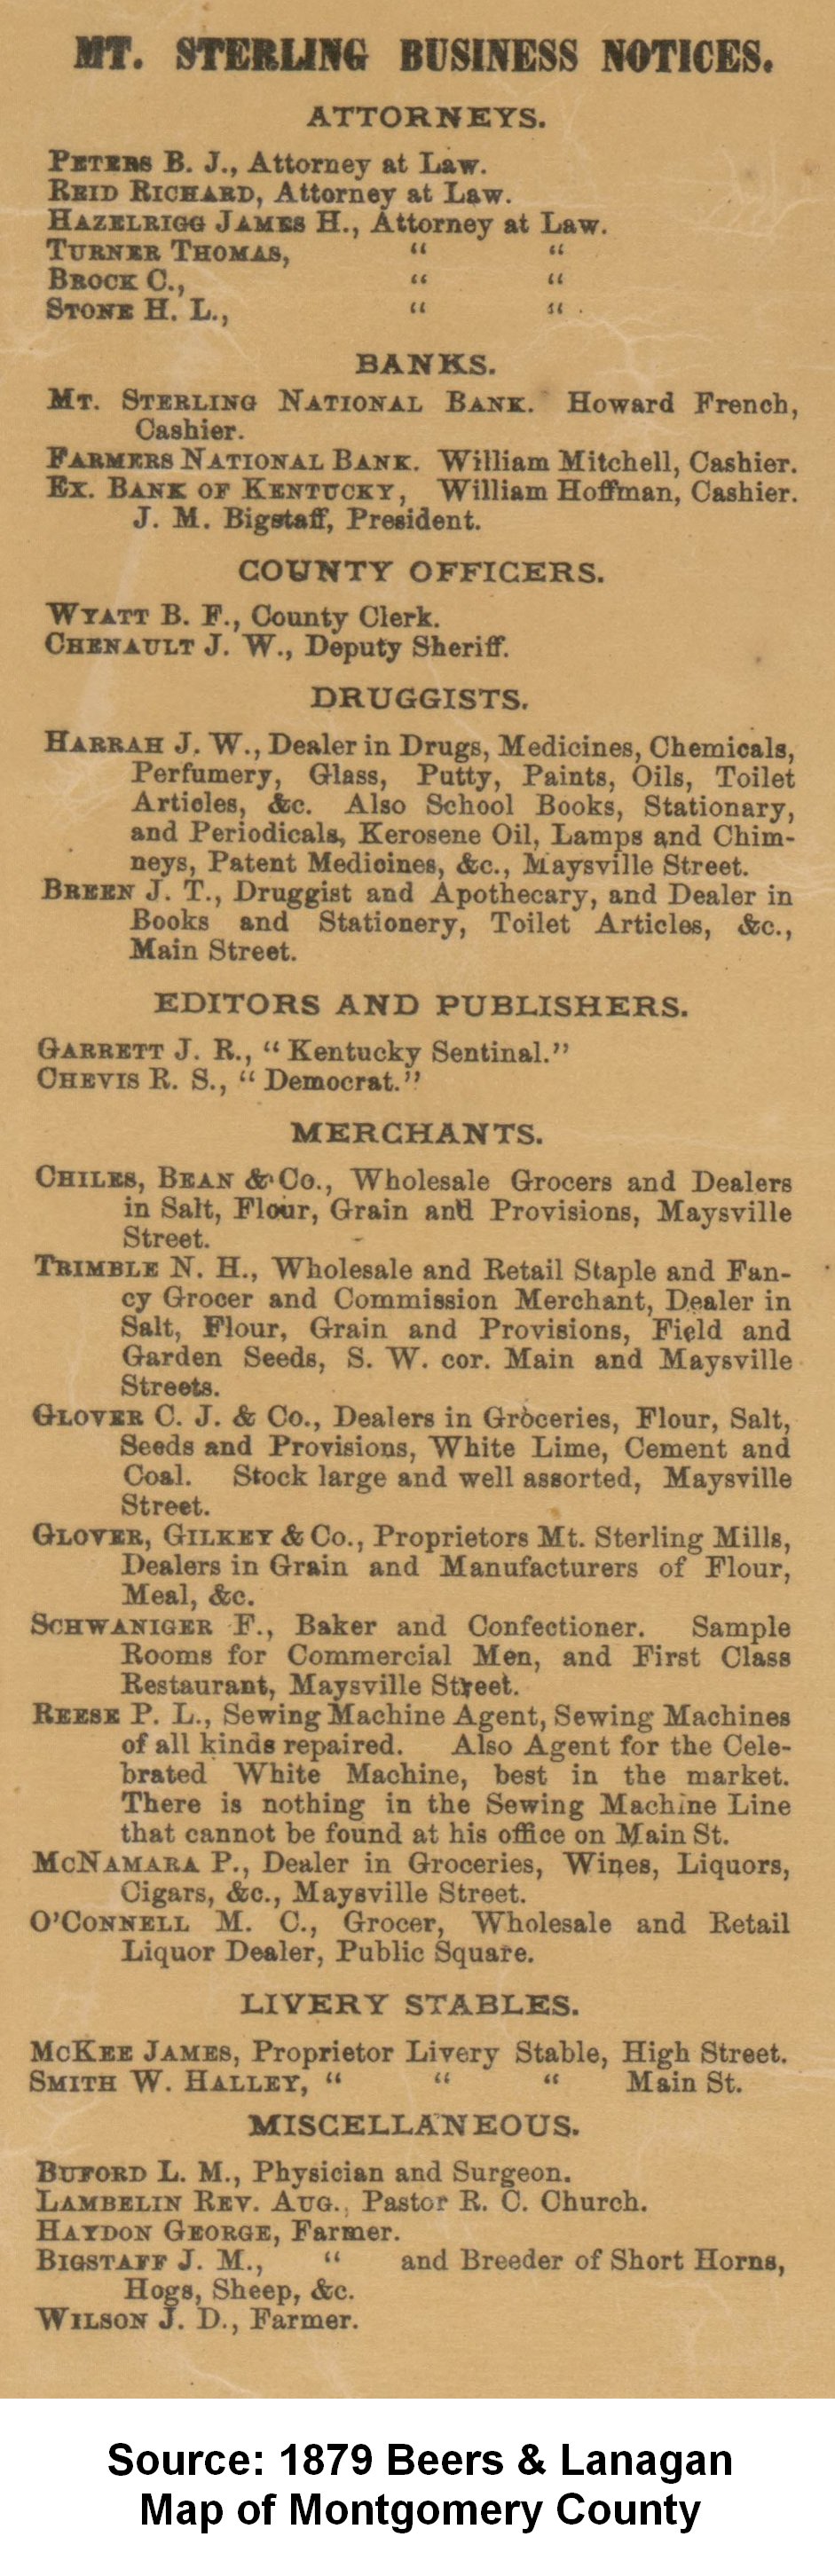 MT. STERLING BUSINESS NOTICES.
ATTORNEYS.
PETERS B. J., Attorney at Law.
REID RICHARD, Attorney at Law.
HAZELRIGG JAMES H., Attorney at Law.
TURNER THOMAS, “ “
BROCK C., “ “
STONE H. L., “ “
BANKS.
MT. STERLING NATIONAL BANK. Howard French,
Cashier.
FARMERS NATIONAL BANK. William Mitchell, Cashier.
EX. BANK OF KENTUCKY, William Hoffman, Cashier.
J. M. Bigstaff, President.
COUNTY OFFICERS.
WYATT B. F., County Clerk.
CHENAULT J. W., Deputy Sheriff.
DRUGGISTS.
HARRAH J. W., Dealer in Drugs, Medicines, Chemicals,
Perfumery, Glass, Putty, Paints, Oils, Toilet
Articles, &c. Also School Books, Stationary,
and Periodicals, Kerosene Oil, Lamps and Chim-
neys, Patent Medicines, &c., Maysville Street.
BREEN J. T., Druggist and Apothecary, and Dealer in
Books and Stationery, Toilet Articles, &c.,
Main Street.
EDITORS AND PUBLISHERS.
GARRETT J. R., “ Kentucky Sentinal.”
CHEVIS R. S., “ Democrat.”
MERCHANTS.
CHILES, BEAN & Co., Wholesale Grocers and Dealers
in Salt, Flour, Grain and Provisions, Maysville
Street.
TRIMBLE N. H., Wholesale and Retail Staple and Fan-
cy Grocer and Commission Merchant, Dealer in
Salt, Flour, Grain and Provisions, Field and
Garden Seeds, S. W. cor. Main and Maysville
Streets.
GLOVER C. J. & Co., Dealers in Groceries, Flour, Salt,
Seeds and Provisions, White Lime, Cement and
Coal. Stock large and well assorted, Maysville
Street.
GLOVER, GILKEY & Co., Proprietors Mt. Sterling Mills,
Dealers in Grain and Manufacturers of Flour,
Meal, &c.
SCHWANIGER F., Baker and Confectioner. Sample
Rooms for Commercial Men, and First Class
Restaurant, Maysville Street.
REESE P. L., Sewing Machine Agent, Sewing Machines
of all kinds repaired. Also Agent for the Cele-
brated White Machine, best in the market.
There is nothing in the Sewing Machine Line
that cannot be found at his office on Main St.
MCNAMARA P., Dealer in Groceries, Wines, Liquors,
Cigars, &c., Maysville Street.
O'CONNELL M. C., Grocer, Wholesale and Retail
Liquor Dealer, Public Square.
LIVERY STABLES.
MCKEE JAMES, Proprietor Livery Stable, High Street.
SMITH W. HALLEY, “ “ “ Main St.
MISCELLANEOUS.
BUFORD L. M., Physician and Surgeon.
LAMBELIN REV. AUG., Pastor R. C. Church.
HAYDON GEORGE, Farmer.
BIGSTAFF J. M., “ and Breeder of Short Horns,
Hogs, Sheep, &c.
WILSON J. D., Farmer.
Source: 1879 Beers & Lanagan
Map of Montgomery County